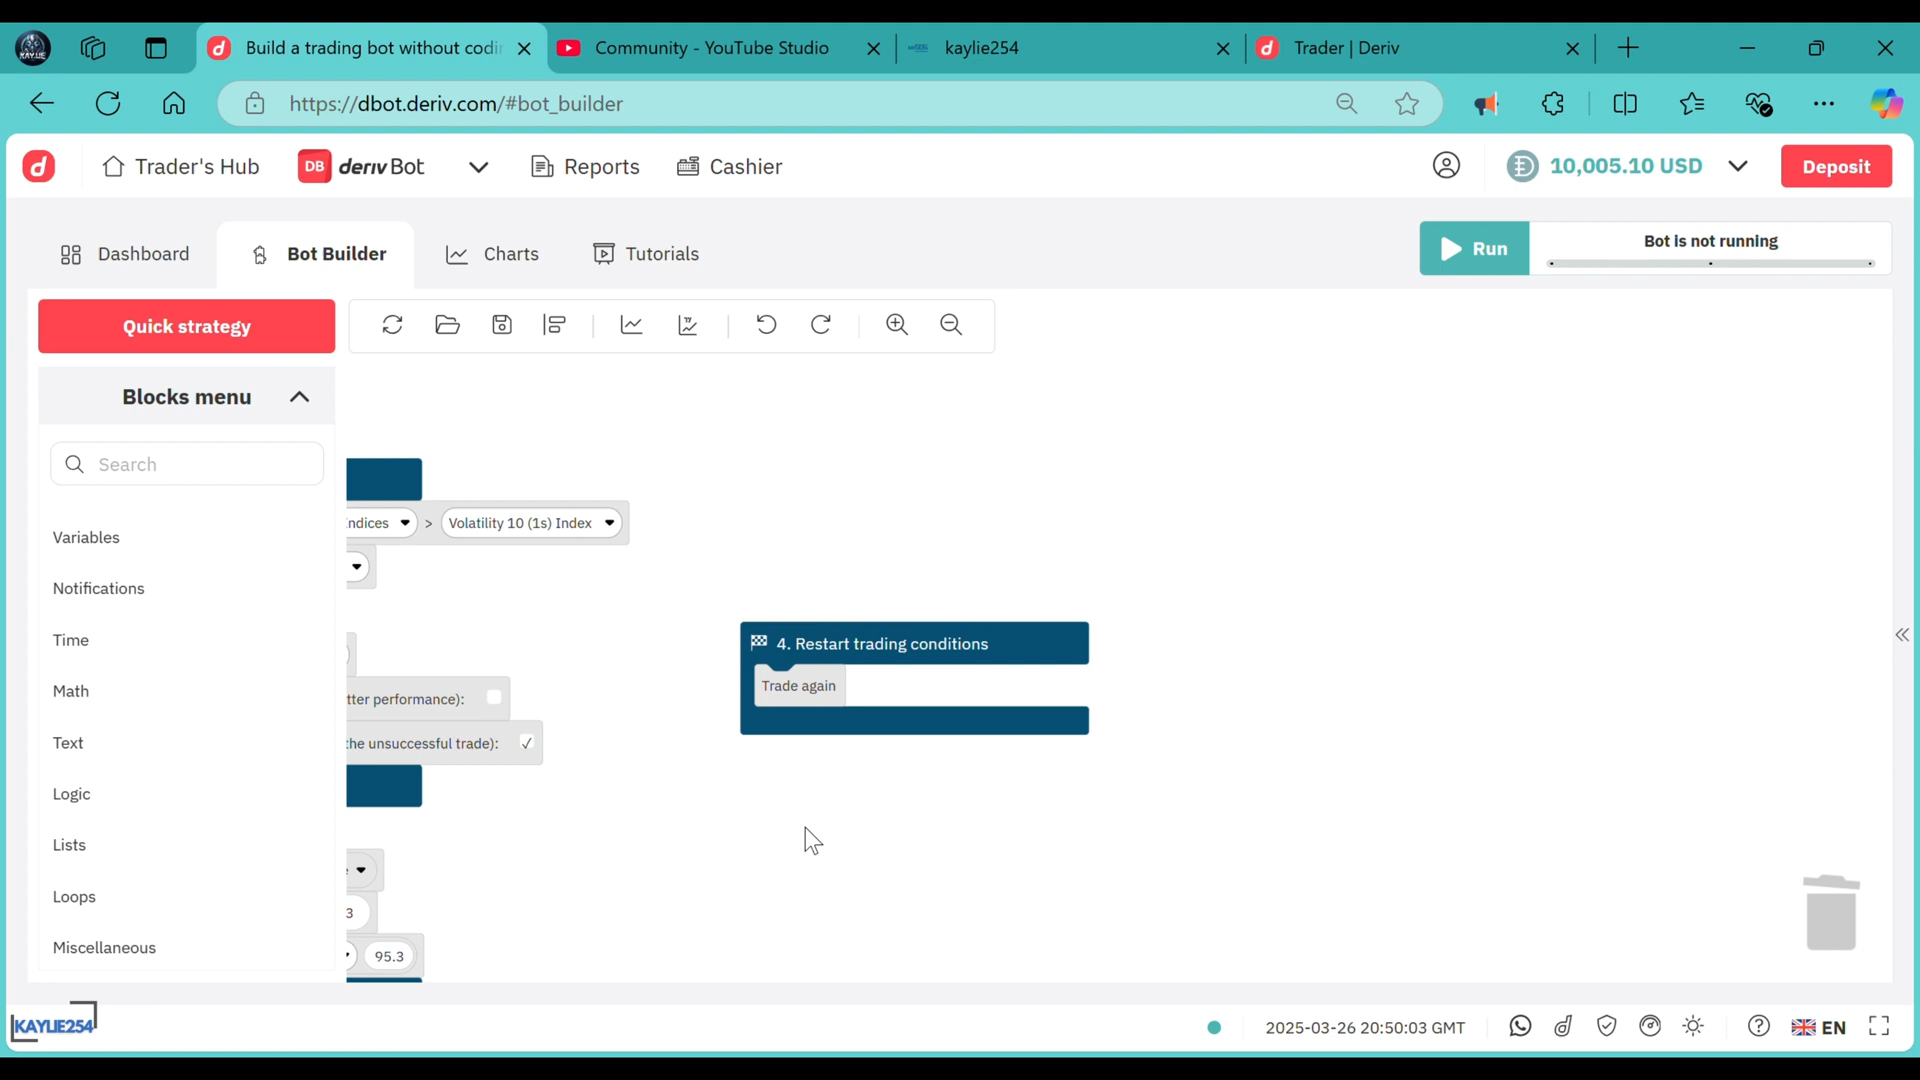 Build a trading bot without codin
Community - YouTube Studio
kaylie254
Trader | Deriv
https://dbot.deriv.com/#bot_builder
Trader's Hub
DB deriv Bot
Reports
Cashier
10,005.10 USD
Deposit
Dashboard
Bot Builder
Charts
Tutorials
Run
Bot is not running
Quick strategy
Blocks menu
Search
Variables
Notifications
Time
Math
Text
Logic
Lists
Loops
Miscellaneous
ndices > Volatility 10 (1s) Index
tter performance):
the unsuccessful trade): ✓
3
95.3
4. Restart trading conditions
Trade again
KAYLIE254
2025-03-26 20:50:03 GMT
EN